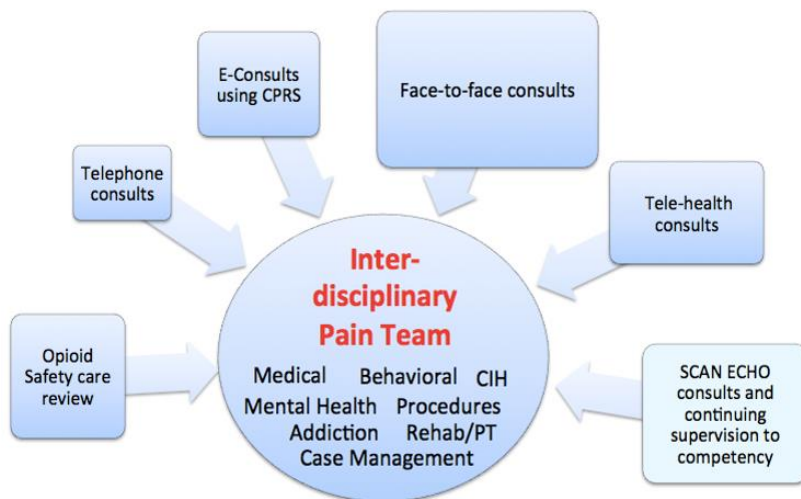 E-Consults
using CPRS
Face-to-face consults
Telephone
consults
Tele-health
consults
Inter-
disciplinary
Pain Team
Medical Behavioral CIH
Mental Health Procedures
Addiction Rehab/PT
Case Management
Opioid
Safety care
review
SCAN ECHO
consults and
continuing
supervision to
competency